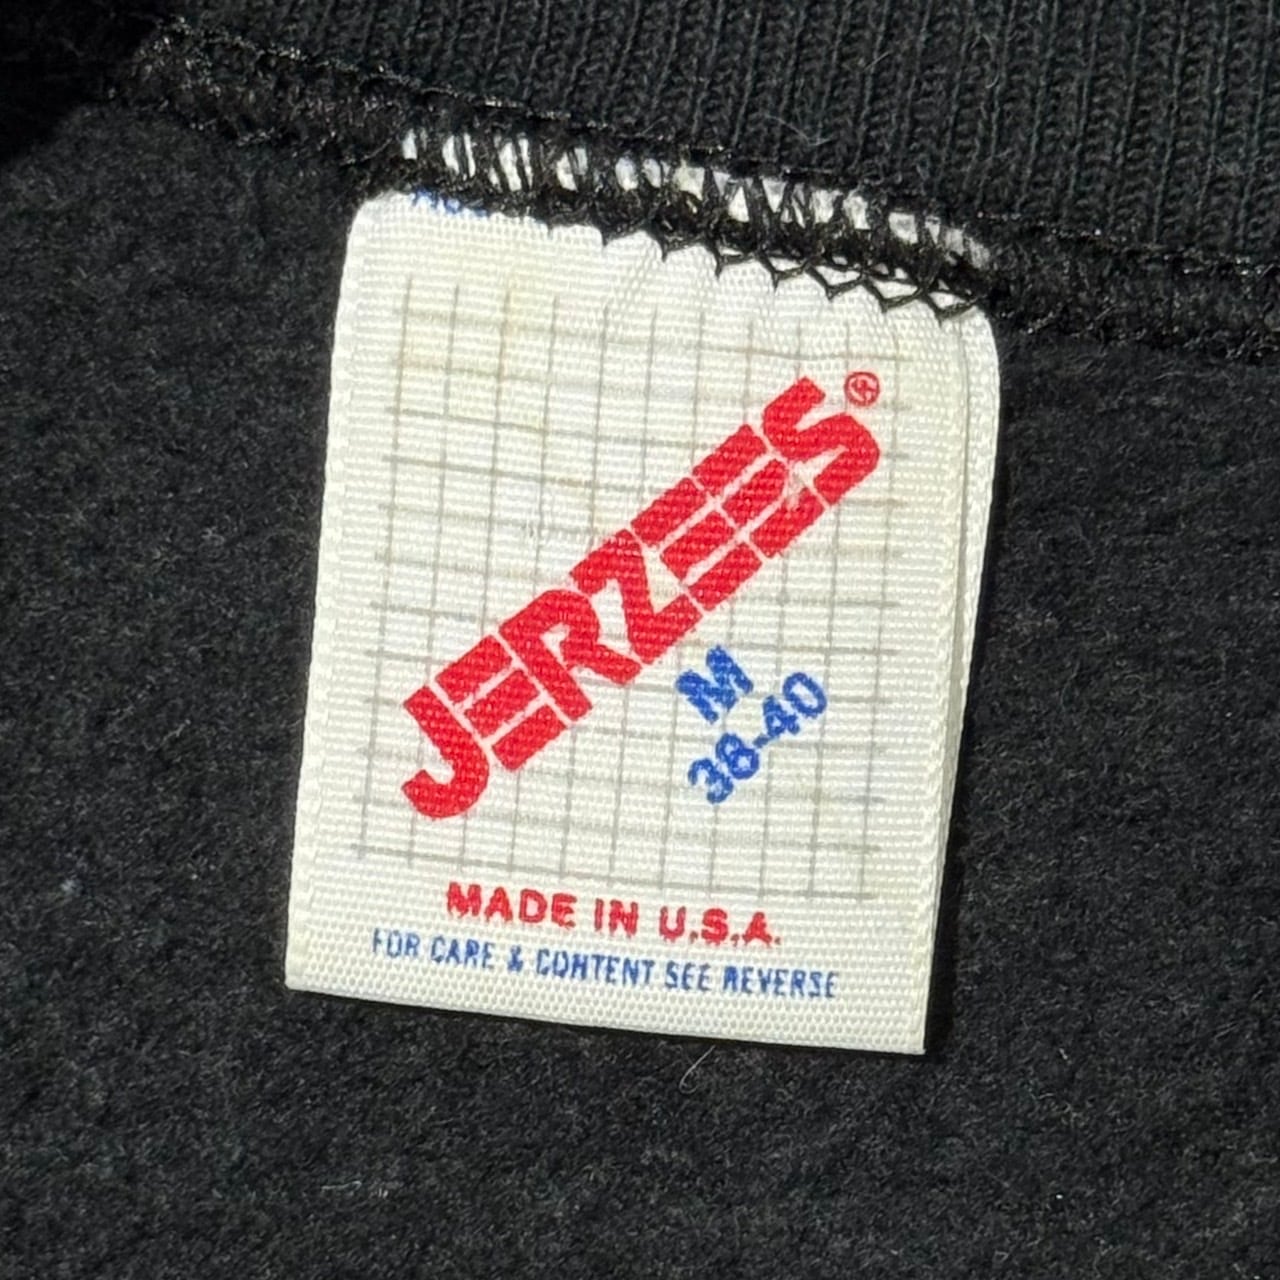 JERZEES®
M
38-40
MADE IN U.S.A.
FOR CARE & CONTENT SEE REVERSE